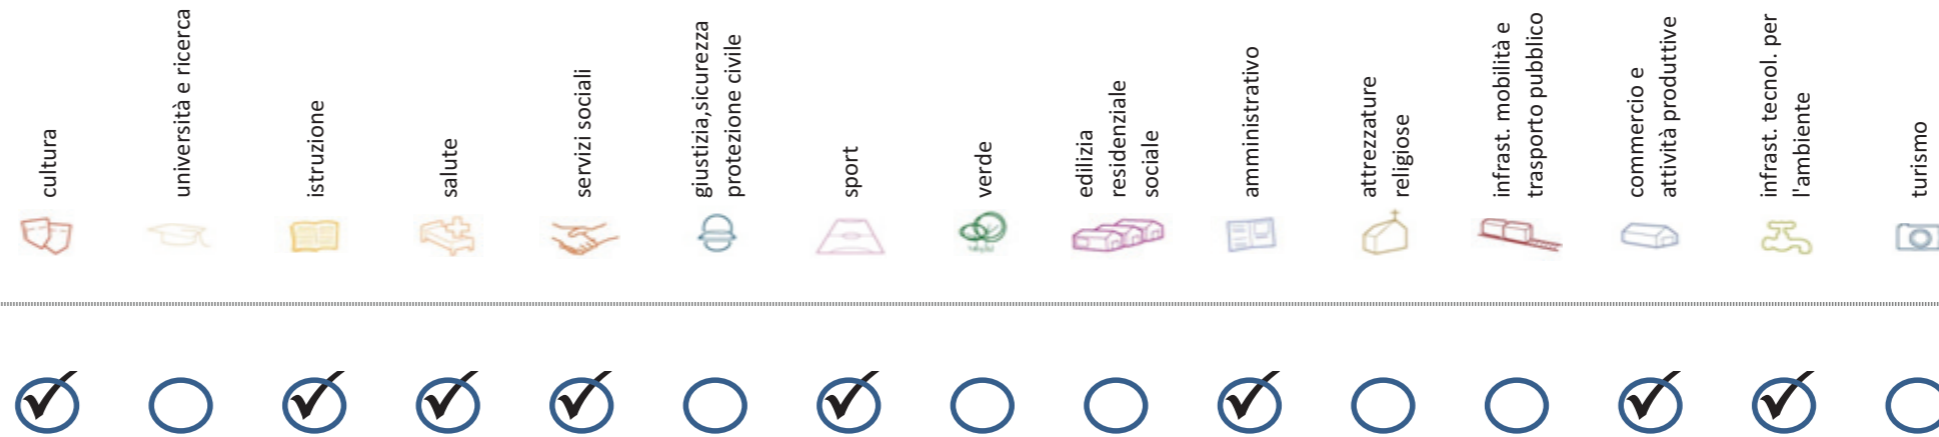 cultura
università e ricerca
istruzione
salute
servizi sociali
giustizia,sicurezza
protezione civile
sport
verde
edilizia
residenziale
sociale
amministrativo
attrezzature
religiose
infrast. mobilità e
trasporto pubblico
commercio e
attività produttive
infrast. tecnol. per
l'ambiente
turismo